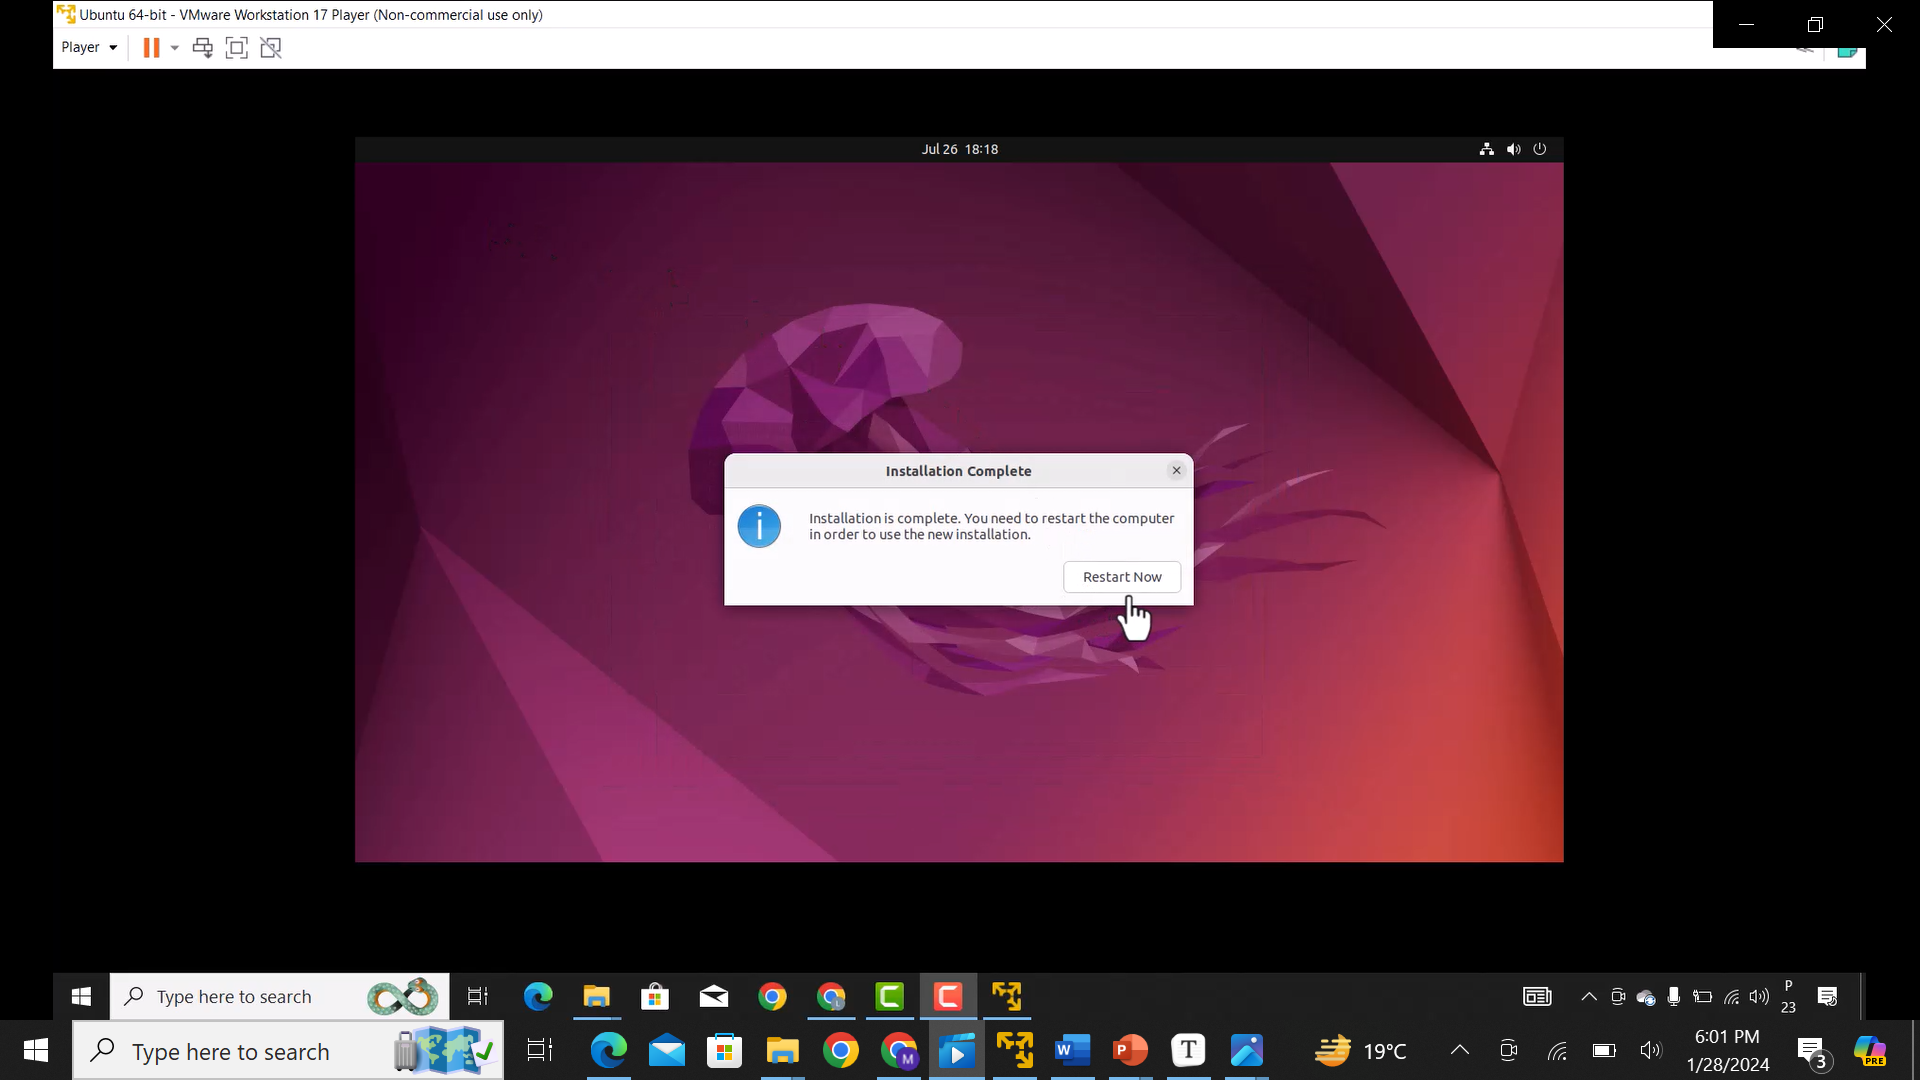 Ubuntu 64-bit - VMware Workstation 17 Player (Non-commercial use only)
Player
Jul 26 18:18
Installation Complete
Installation is complete. You need to restart the computer
in order to use the new installation.
Restart Now
Type here to search
P
23
Type here to search
W
P
T
M
19°C
6:01 PM
1/28/2024
3
PRE